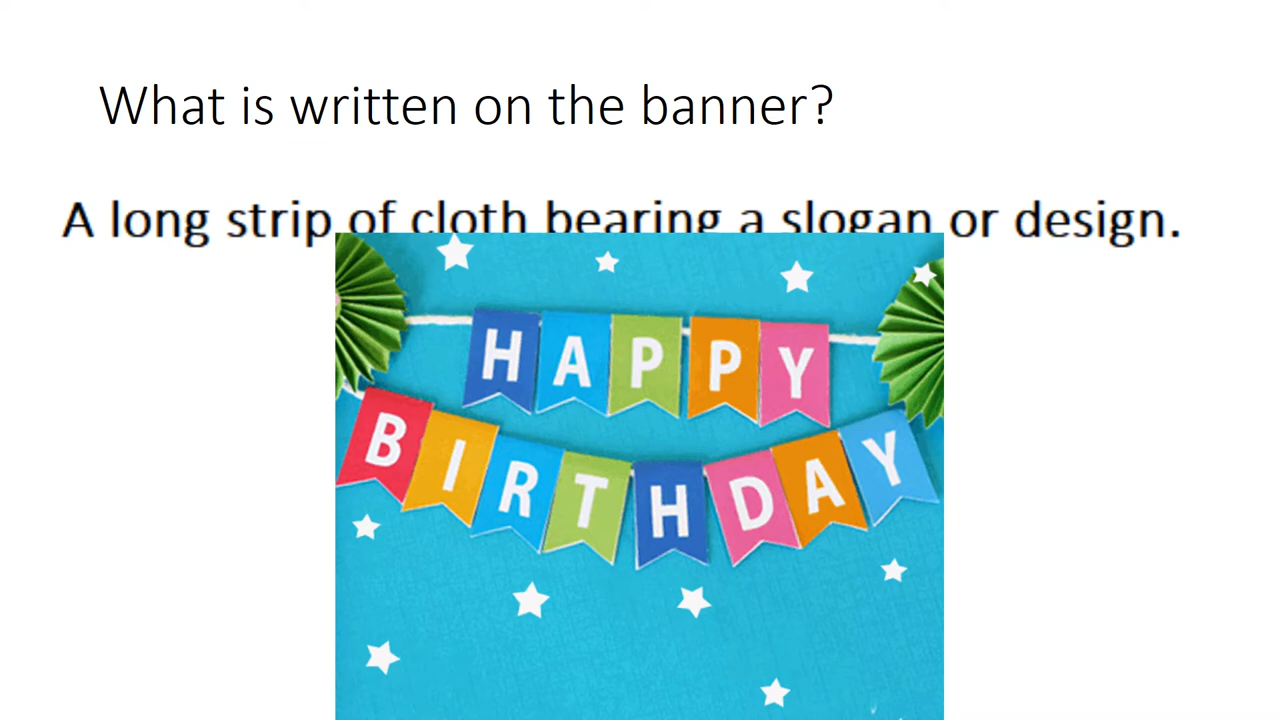 What is written on the banner?
A long strip of cloth bearing a slogan or design.
HAPPY
BIRTHDAY